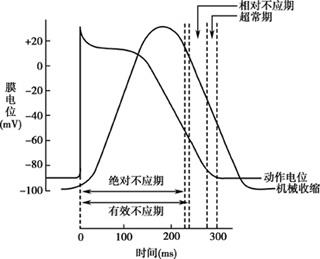 相对不应期
超常期
+20
0
-20
-40
-60
-80
-100
膜电位(mV)
绝对不应期
有效不应期
动作电位
机械收缩
0 100 200 300
时间(ms)